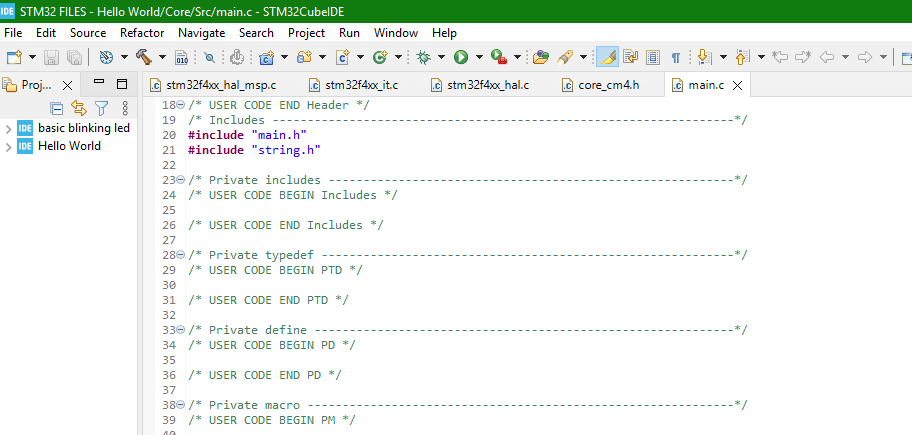 IDE STM32 FILES - Hello World/Core/Src/main.c - STM32CubeIDE
File Edit Source Refactor Navigate Search Project Run Window Help
Proj...
stm32f4xx_hal_msp.c stm32f4xx_it.c stm32f4xx_hal.c core_cm4.h main.c
IDE basic blinking led
IDE Hello World
18 /* USER CODE END Header */
19 /* Includes ------------------------------------------------------------------*/
20 #include "main.h"
21 #include "string.h"
22
23 /* Private includes ----------------------------------------------------------*/
24 /* USER CODE BEGIN Includes */
25
26 /* USER CODE END Includes */
27
28 /* Private typedef -----------------------------------------------------------*/
29 /* USER CODE BEGIN PTD */
30
31 /* USER CODE END PTD */
32
33 /* Private define ------------------------------------------------------------*/
34 /* USER CODE BEGIN PD */
35
36 /* USER CODE END PD */
37
38 /* Private macro -------------------------------------------------------------*/
39 /* USER CODE BEGIN PM */